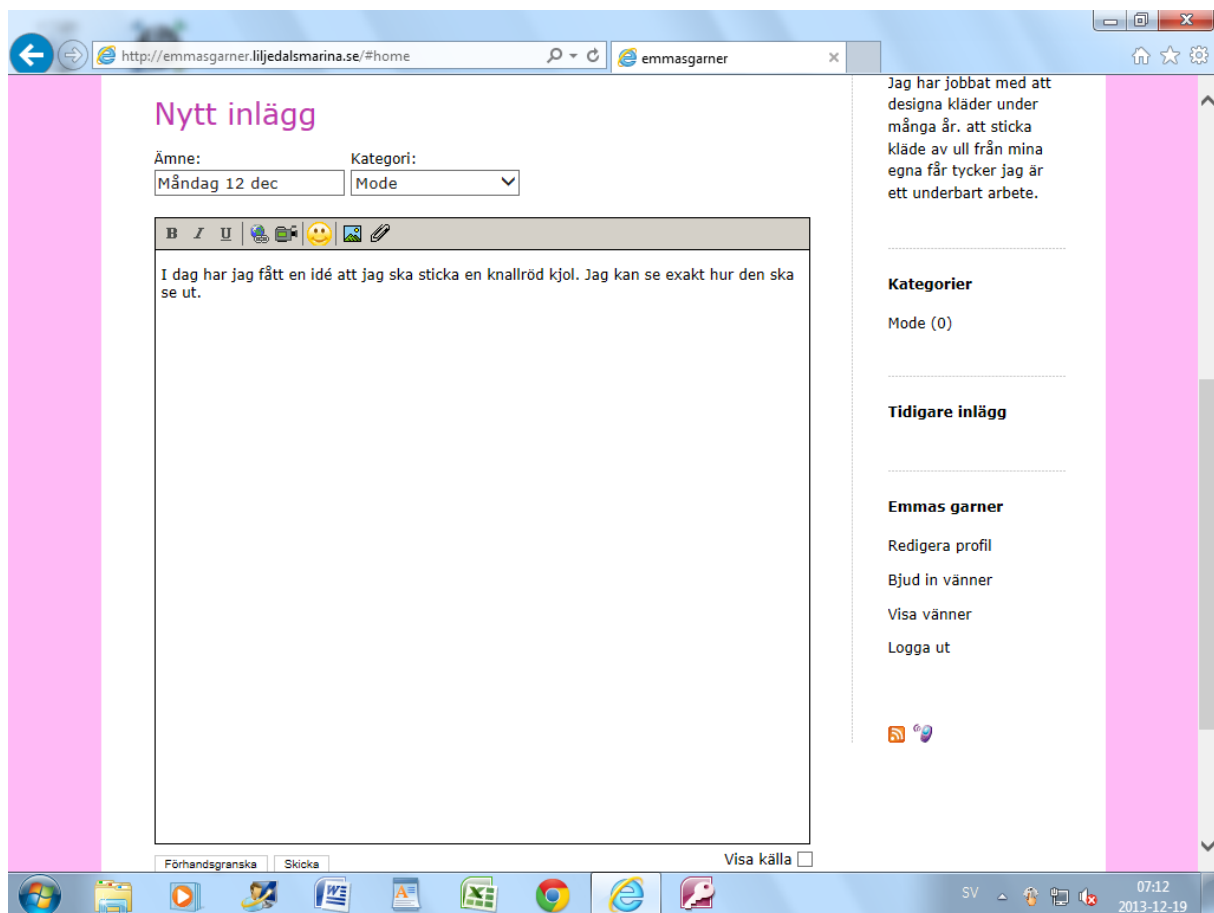 http://emmasgarner.liljedalsmarina.se/#home
emmasgarner
Nytt inlägg
Ämne:
Kategori:
Måndag 12 dec
Mode
B I U
I dag har jag fått en idé att jag ska sticka en knallröd kjol. Jag kan se exakt hur den ska
se ut.
Förhandsgranska
Skicka
Visa källa
Jag har jobbat med att
designa kläder under
många år. att sticka
kläde av ull från mina
egna får tycker jag är
ett underbart arbete.
Kategorier
Mode (0)
Tidigare inlägg
Emmas garner
Redigera profil
Bjud in vänner
Visa vänner
Logga ut
SV
07:12
2013-12-19